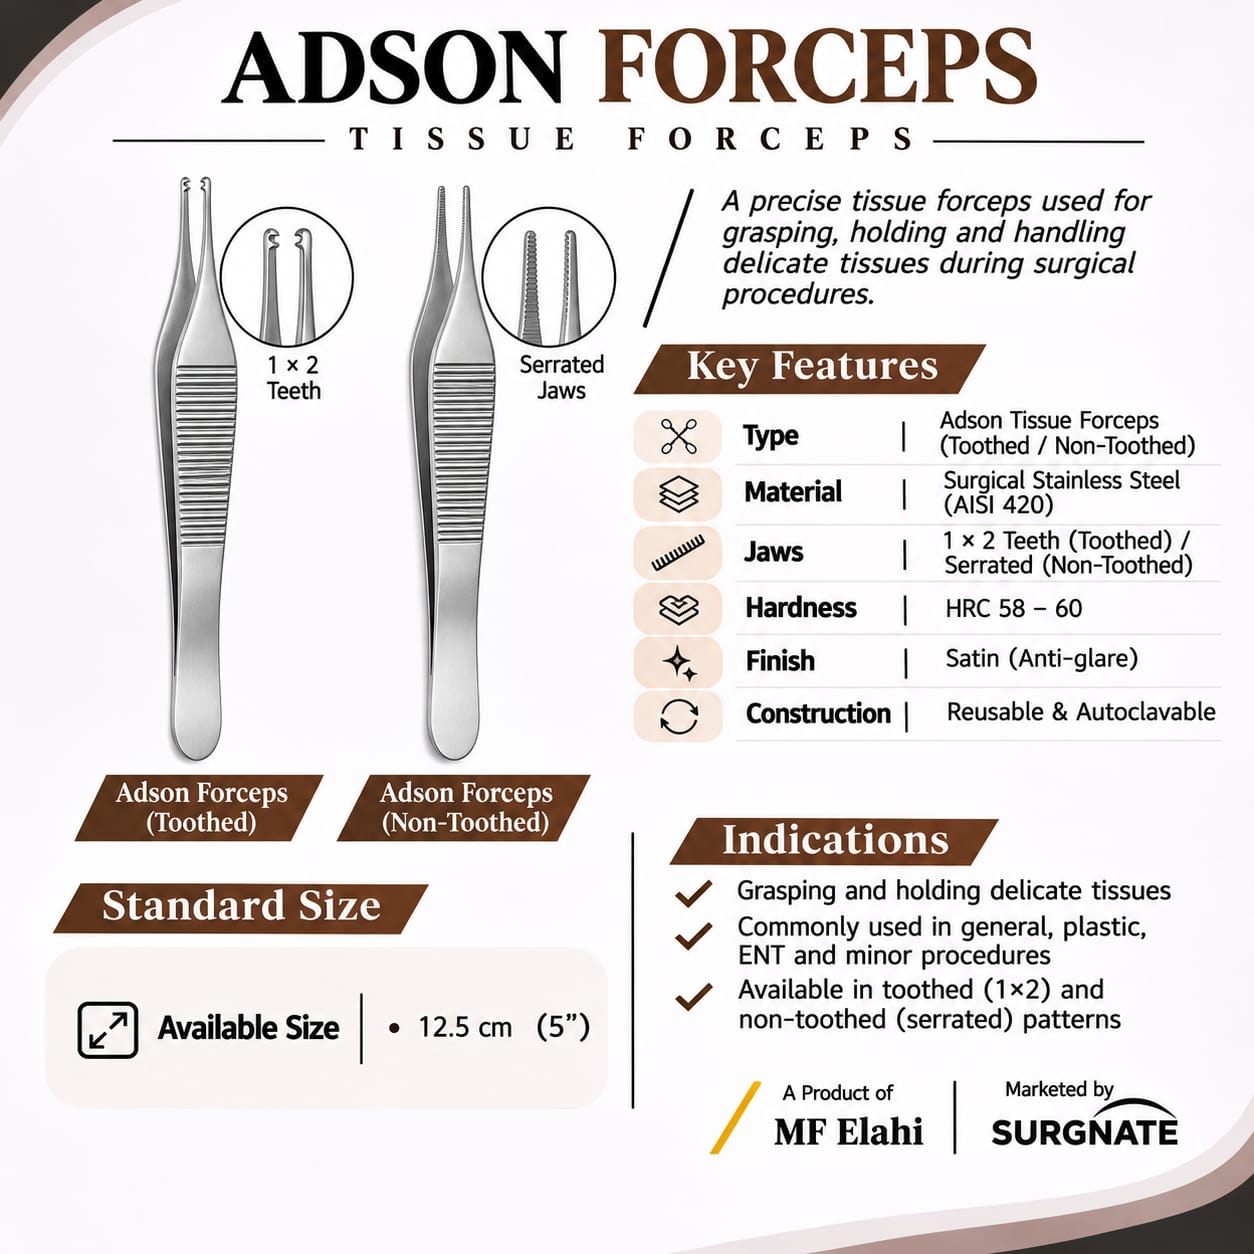 ADSON FORCEPS
TISSUE FORCEPS
1 × 2
Teeth
Serrated
Jaws
A precise tissue forceps used for
grasping, holding and handling
delicate tissues during surgical
procedures.
Key Features
Type | Adson Tissue Forceps
(Toothed / Non-Toothed)
Material | Surgical Stainless Steel
(AISI 420)
Jaws | 1 × 2 Teeth (Toothed) /
Serrated (Non-Toothed)
Hardness | HRC 58 – 60
Finish | Satin (Anti-glare)
Construction | Reusable & Autoclavable
Adson Forceps
(Toothed)
Adson Forceps
(Non-Toothed)
Standard Size
Available Size | • 12.5 cm (5”)
Indications
Grasping and holding delicate tissues
Commonly used in general, plastic,
ENT and minor procedures
Available in toothed (1×2) and
non-toothed (serrated) patterns
A Product of
MF Elahi
Marketed by
SURGNATE